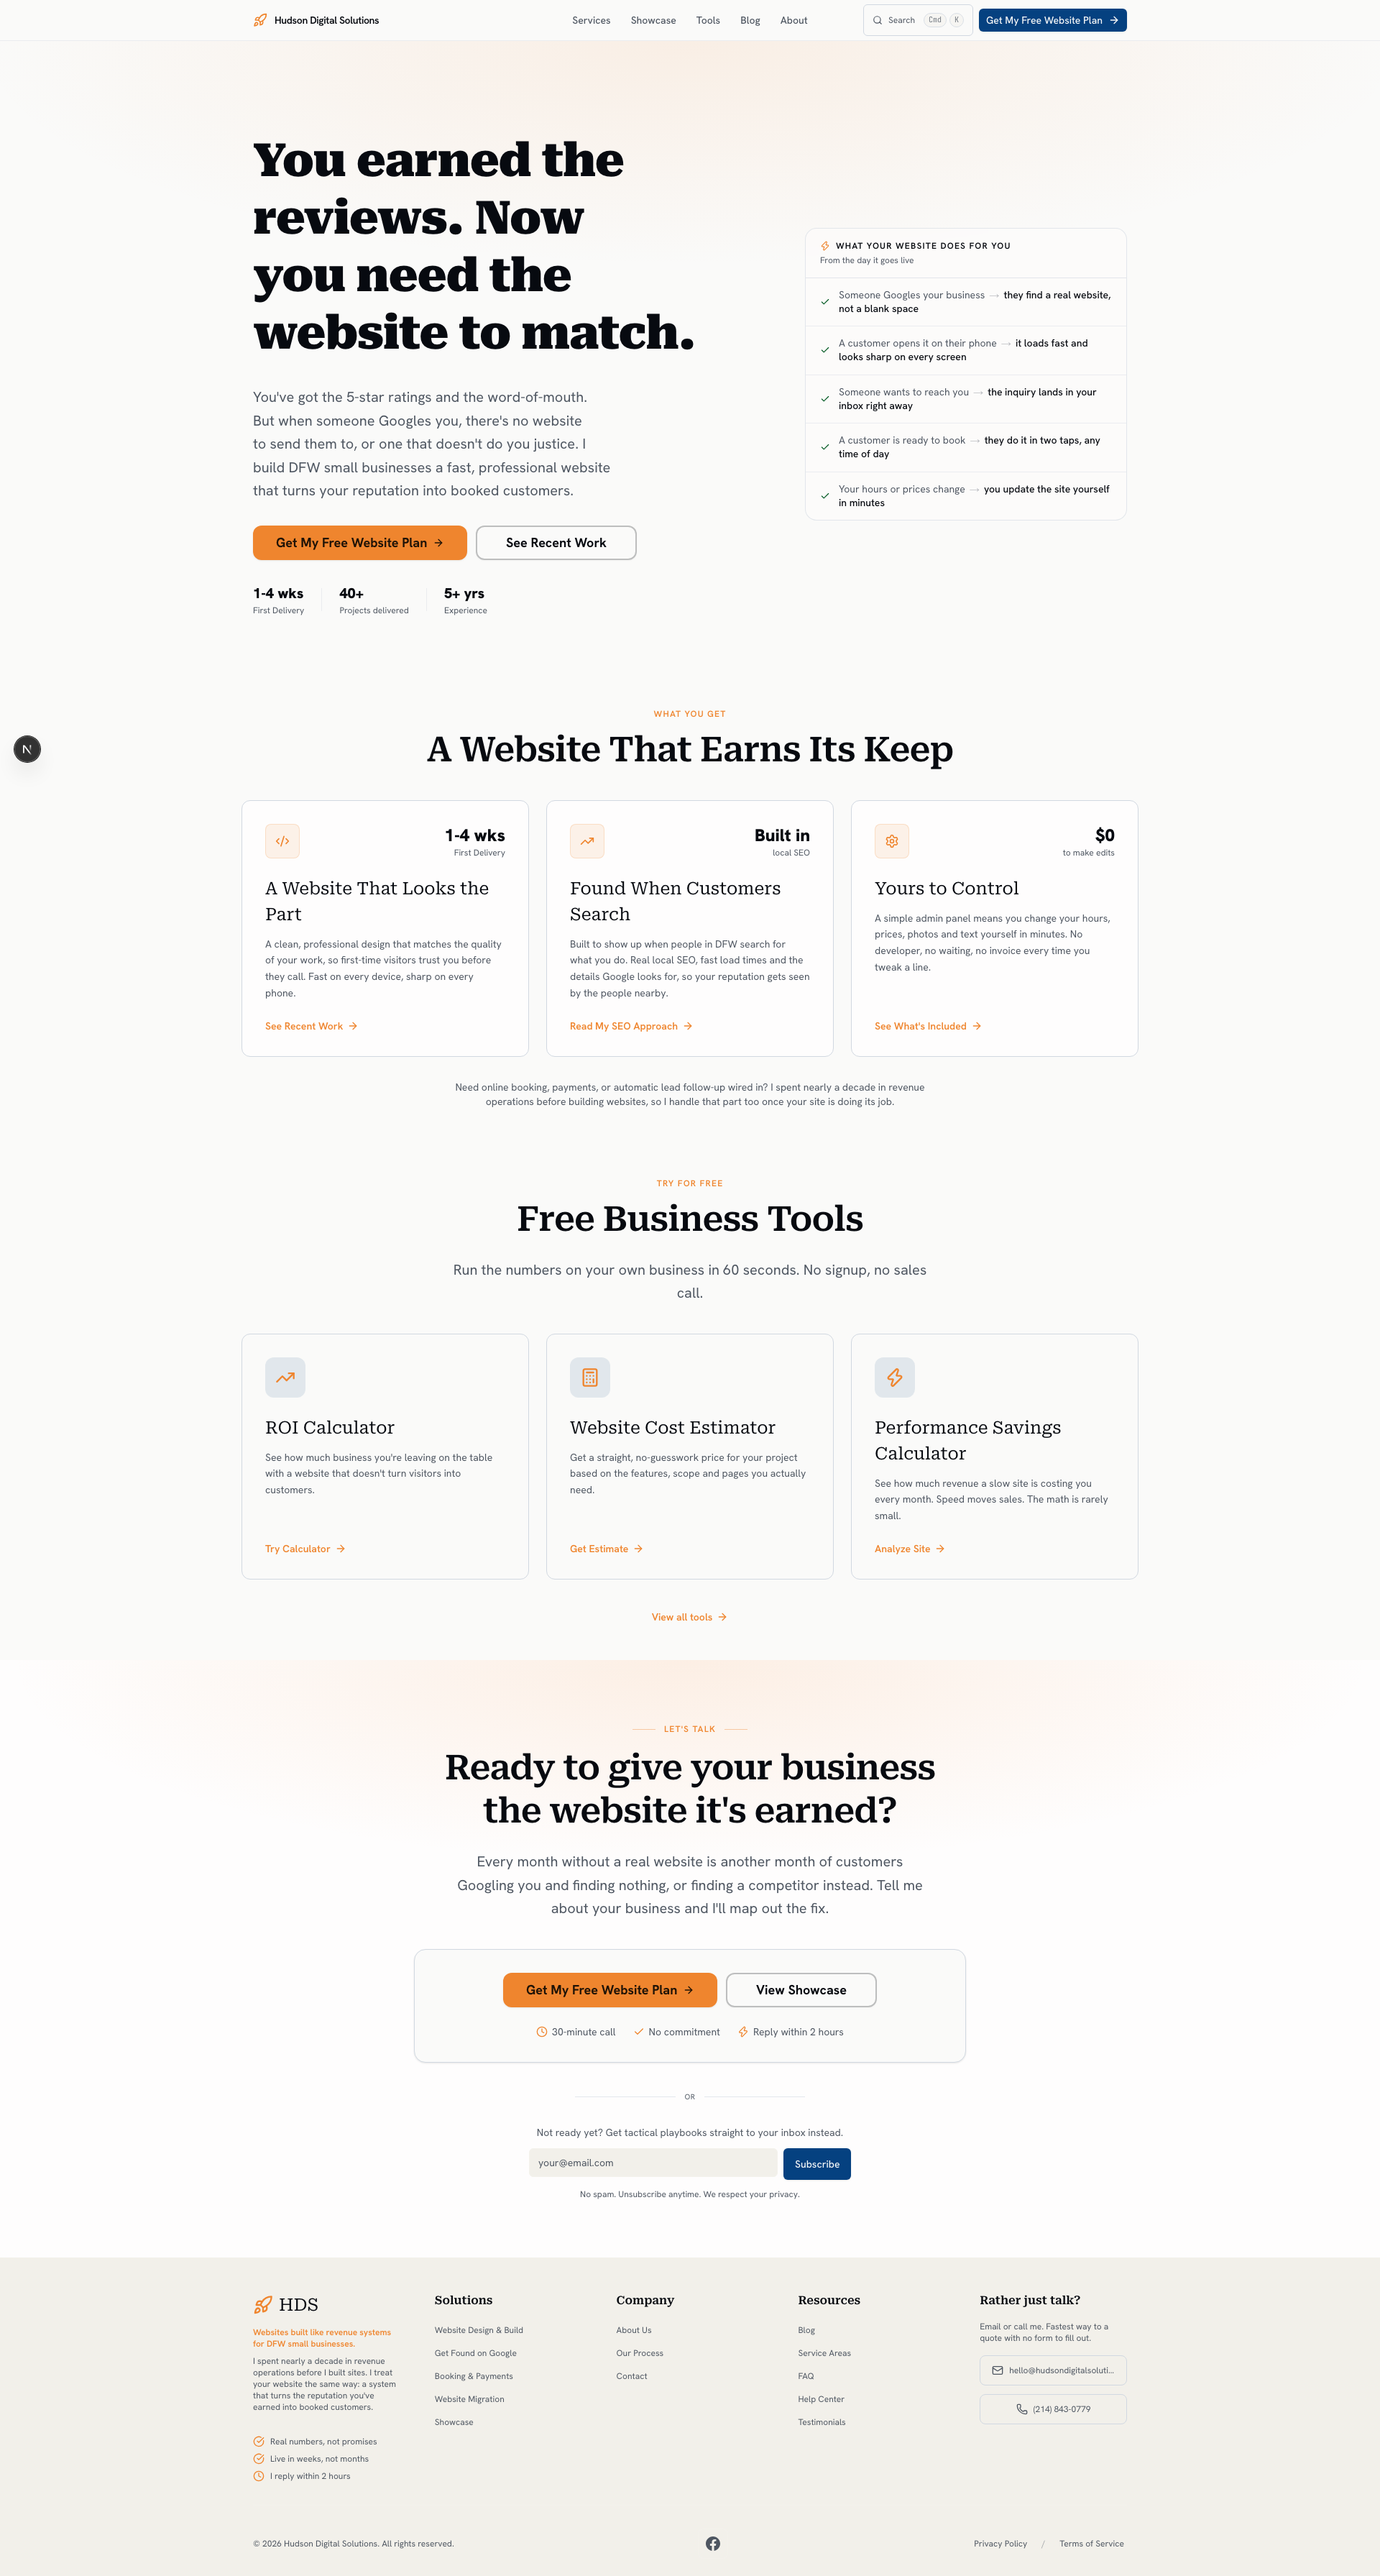 Hudson Digital Solutions
Services
Showcase
Tools
Blog
About
Search
Cmd
K
Get My Free Website Plan
You earned the
reviews. Now
you need the
website to match.
You've got the 5-star ratings and the word-of-mouth.
But when someone Googles you, there's no website
to send them to, or one that doesn't do you justice. I
build DFW small businesses a fast, professional website
that turns your reputation into booked customers.
Get My Free Website Plan →
See Recent Work
1-4 wks
First Delivery
40+
Projects delivered
5+ yrs
Experience
WHAT YOUR WEBSITE DOES FOR YOU
From the day it goes live
Someone Googles your business → they find a real website,
not a blank space
A customer opens it on their phone → it loads fast and
looks sharp on every screen
Someone wants to reach you → the inquiry lands in your
inbox right away
A customer is ready to book → they do it in two taps, any
time of day
Your hours or prices change → you update the site yourself
in minutes
N
WHAT YOU GET
A Website That Earns Its Keep
1-4 wks
First Delivery
A Website That Looks the
Part
A clean, professional design that matches the quality
of your work, so first-time visitors trust you before
they call. Fast on every device, sharp on every
phone.
See Recent Work →
Built in
local SEO
Found When Customers
Search
Built to show up when people in DFW search for
what you do. Real local SEO, fast load times and the
details Google looks for, so your reputation gets seen
by the people nearby.
Read My SEO Approach →
$0
to make edits
Yours to Control
A simple admin panel means you change your hours,
prices, photos and text yourself in minutes. No
developer, no waiting, no invoice every time you
tweak a line.
See What's Included →
Need online booking, payments, or automatic lead follow-up wired in? I spent nearly a decade in revenue
operations before building websites, so I handle that part too once your site is doing its job.
TRY FOR FREE
Free Business Tools
Run the numbers on your own business in 60 seconds. No signup, no sales
call.
ROI Calculator
See how much business you're leaving on the table
with a website that doesn't turn visitors into
customers.
Try Calculator →
Website Cost Estimator
Get a straight, no-guesswork price for your project
based on the features, scope and pages you actually
need.
Get Estimate →
Performance Savings
Calculator
See how much revenue a slow site is costing you
every month. Speed moves sales. The math is rarely
small.
Analyze Site →
View all tools →
LET'S TALK
Ready to give your business
the website it's earned?
Every month without a real website is another month of customers
Googling you and finding nothing, or finding a competitor instead. Tell me
about your business and I'll map out the fix.
Get My Free Website Plan →
View Showcase
30-minute call
No commitment
Reply within 2 hours
OR
Not ready yet? Get tactical playbooks straight to your inbox instead.
your@email.com
Subscribe
No spam. Unsubscribe anytime. We respect your privacy.
HDS
Websites built like revenue systems
for DFW small businesses.
I spent nearly a decade in revenue
operations before I built sites. I treat
your website the same way: a system
that turns the reputation you've
earned into booked customers.
Real numbers, not promises
Live in weeks, not months
I reply within 2 hours
Solutions
Website Design & Build
Get Found on Google
Booking & Payments
Website Migration
Showcase
Company
About Us
Our Process
Contact
Resources
Blog
Service Areas
FAQ
Help Center
Testimonials
Rather just talk?
Email or call me. Fastest way to a
quote with no form to fill out.
hello@hudsondigitalsoluti...
(214) 843-0779
© 2026 Hudson Digital Solutions. All rights reserved.
Privacy Policy
/
Terms of Service